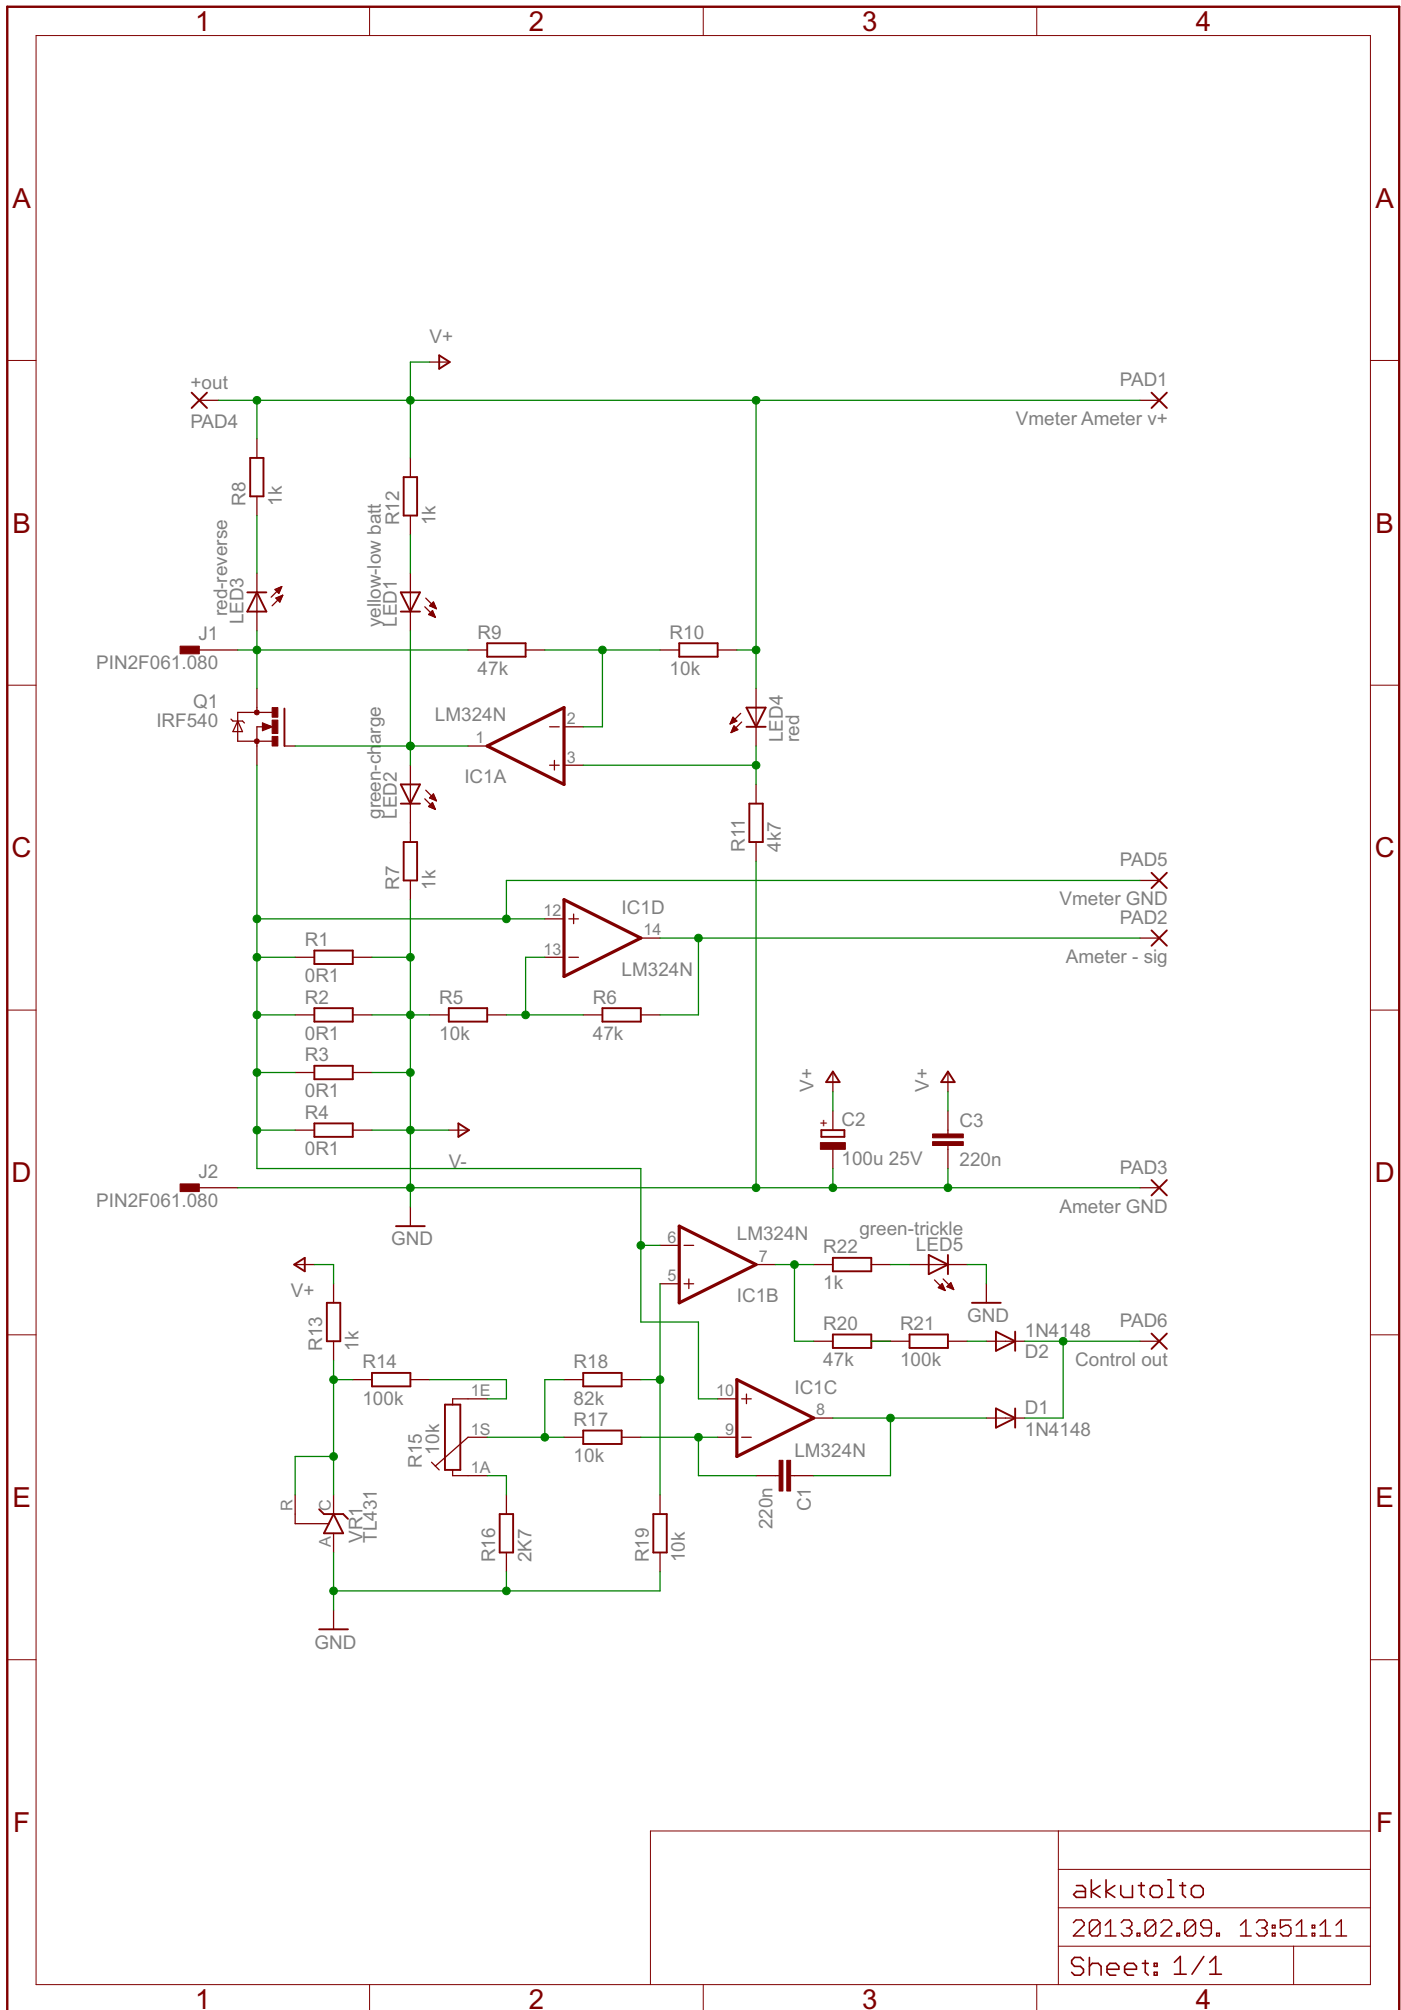 1 2 3 4
A A
V+
+out
PAD4
PAD1
Vmeter Ameter v+
R8
1k
R12
1k
B B
red-reverse
LED3
yellow-low batt
LED1
J1
PIN2F061.080
R9
47k
R10
10k
Q1
IRF540
LM324N
2
1
3
IC1A
LED4
red
green-charge
LED2
R11
4k7
C C
R7
1k
PAD5
Vmeter GND
PAD2
Ameter - sig
12
13
14
IC1D
LM324N
R1
0R1
R2
0R1
R5
10k
R6
47k
R3
0R1
R4
0R1
V-
V+
V+
C2
100u 25V
C3
220n
D D
J2
PIN2F061.080
PAD3
Ameter GND
GND
LM324N
6
5
7
IC1B
green-trickle
R22
1k
LED5
GND
V+
R13
1k
R20
47k
R21
100k
1N4148
D2
PAD6
Control out
R14
100k
1E
1S
1A
R15
10k
R18
82k
R17
10k
10
9
8
IC1C
LM324N
D1
1N4148
220n
C1
E E
R
C
A
VR1
TL431
R16
2K7
R19
10k
GND
F F
akkutolto
2013.02.09. 13:51:11
Sheet: 1/1
1 2 3 4